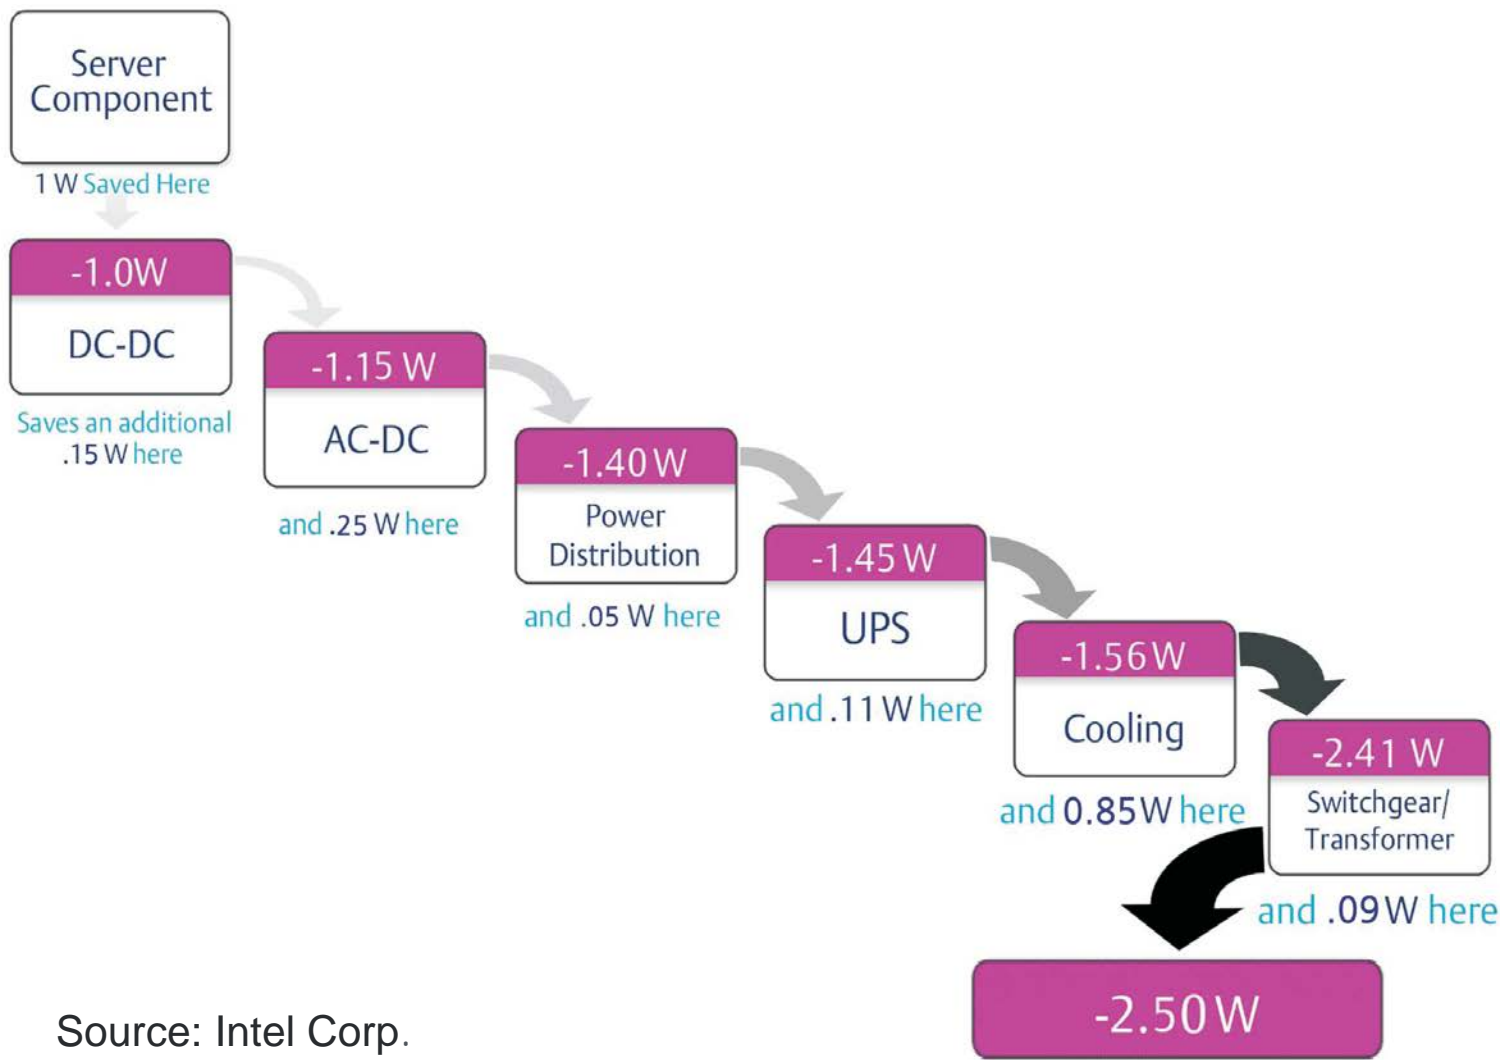 Server
Component
1 W Saved Here
-1.0W
DC-DC
Saves an additional
.15 W here
-1.15 W
AC-DC
and .25 W here
-1.40 W
Power
Distribution
and .05 W here
-1.45 W
UPS
and .11 W here
-1.56 W
Cooling
and 0.85W here
-2.41 W
Switchgear/
Transformer
and .09 W here
-2.50 W
Source: Intel Corp.